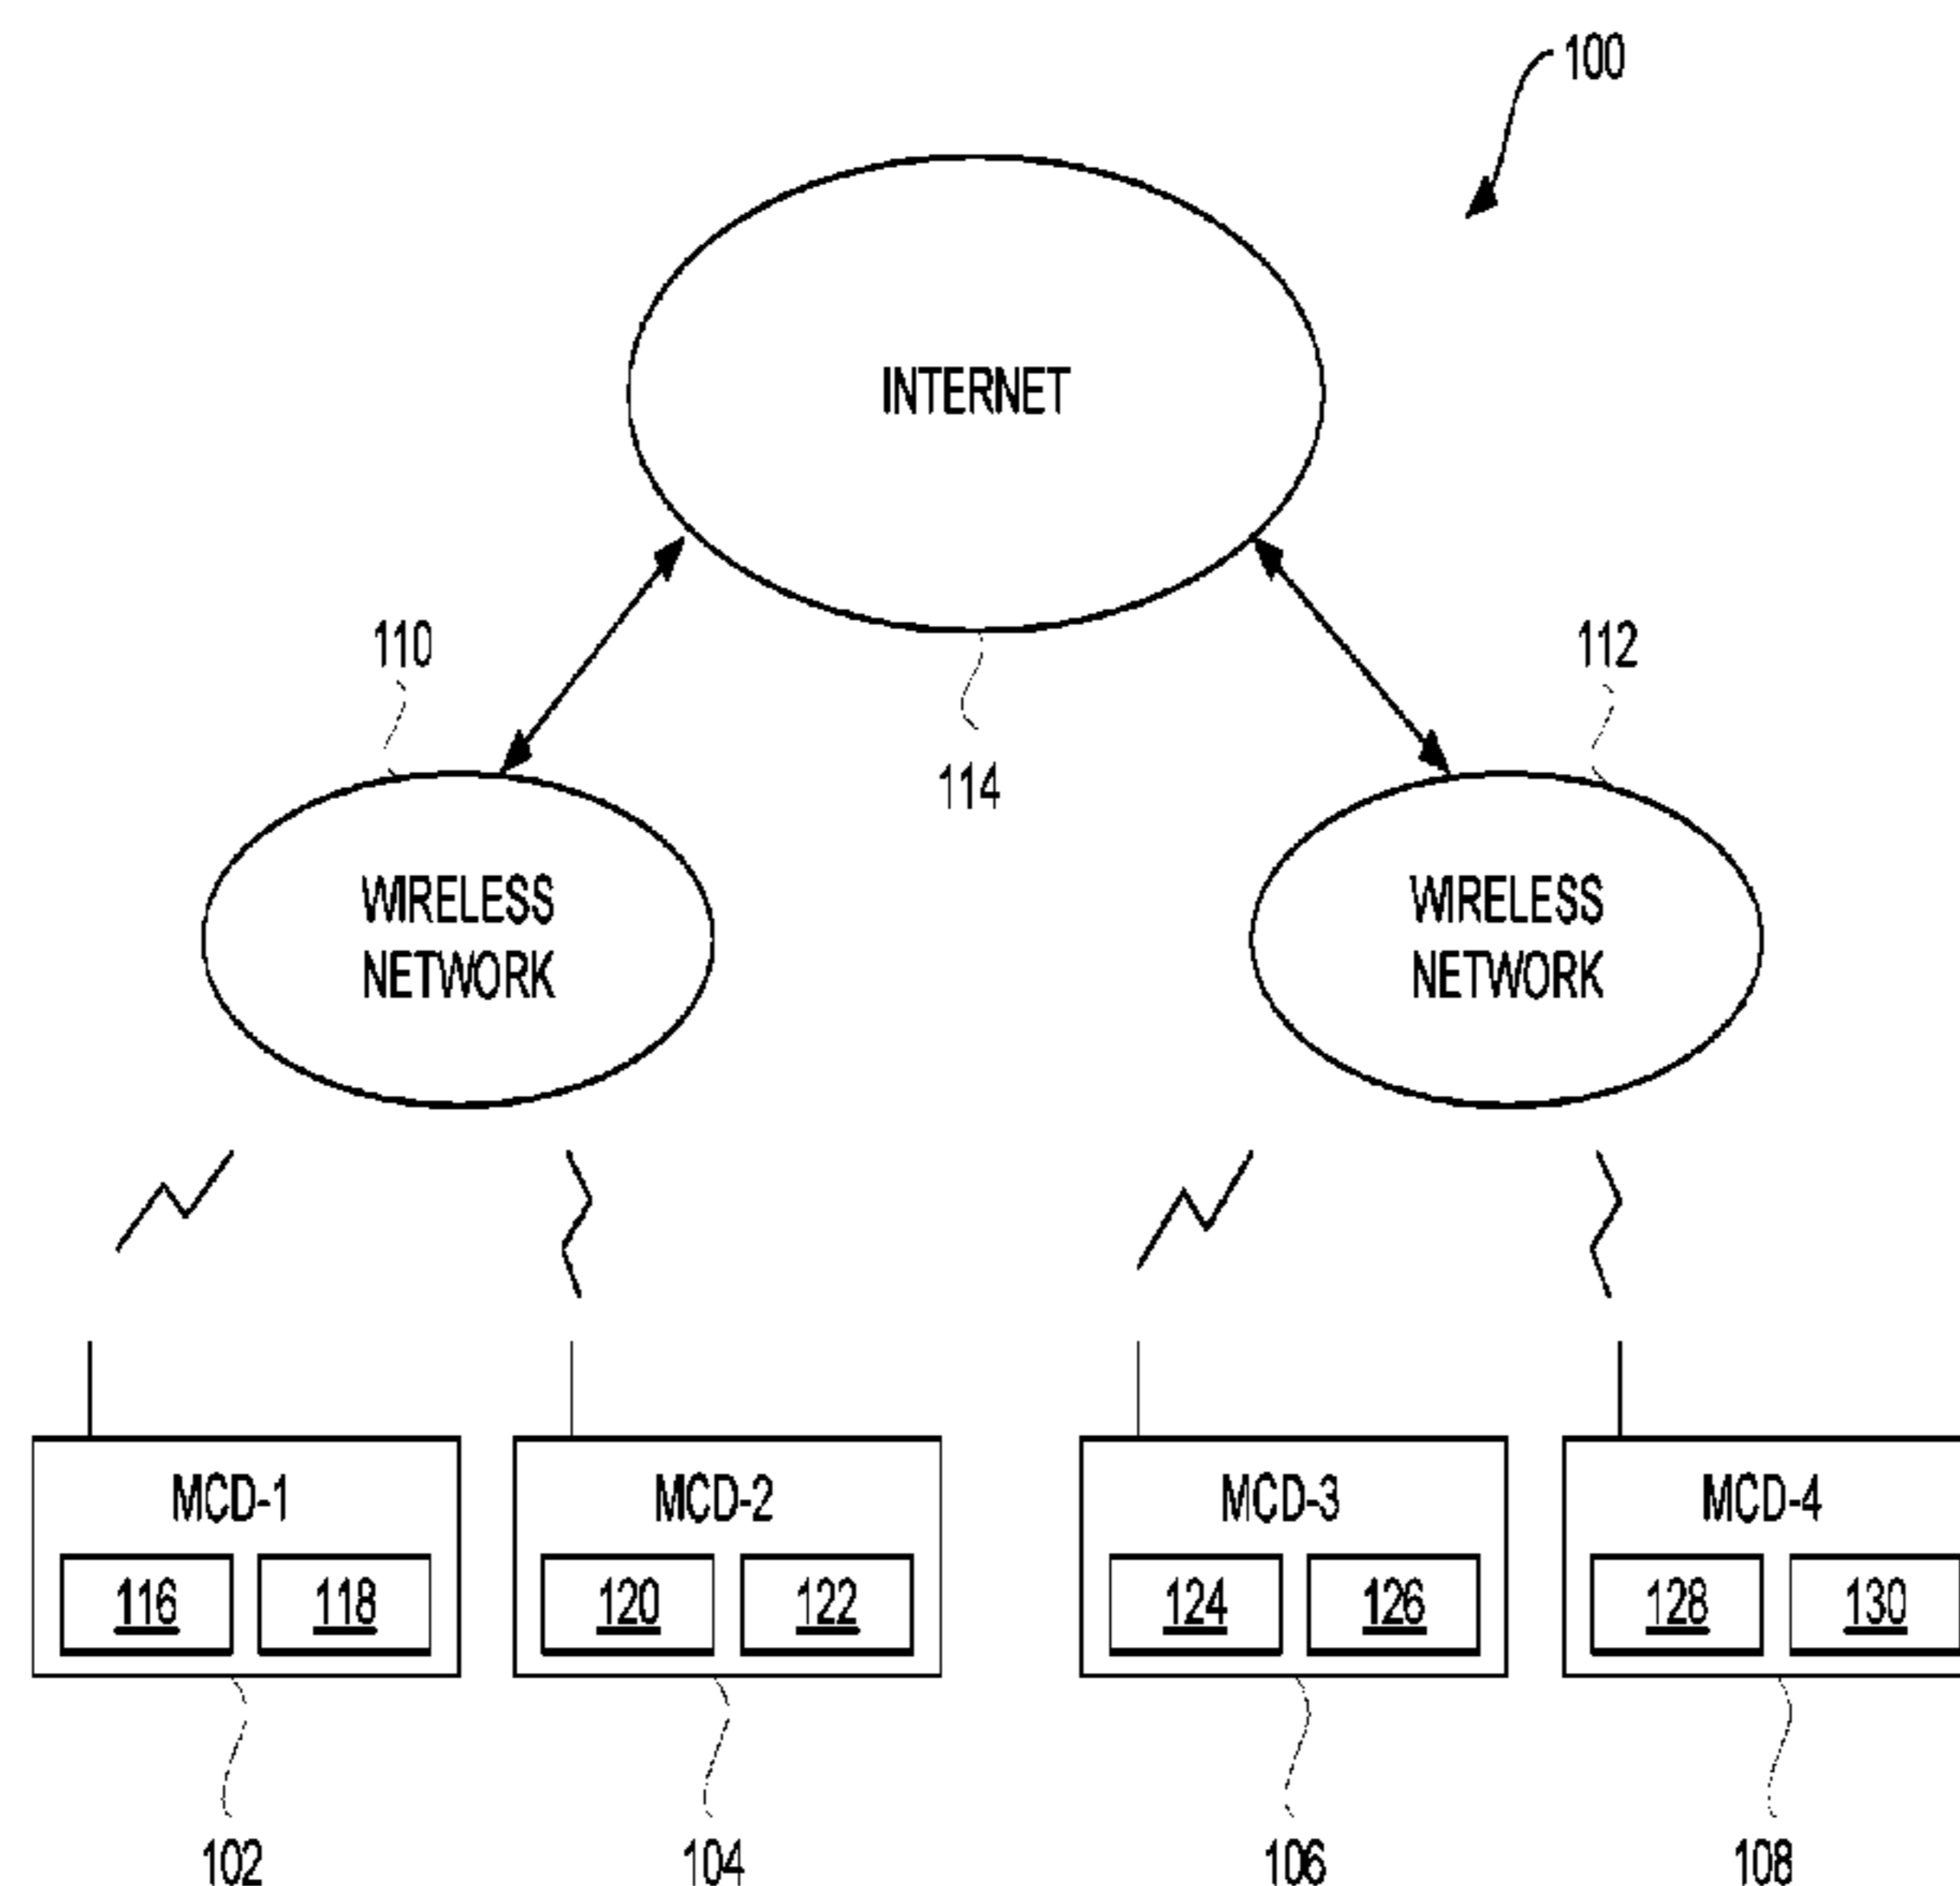 100
INTERNET
110
112
114
WIRELESS
NETWORK
WIRELESS
NETWORK
MCD-1
MCD-2
MCD-3
MCD-4
116
118
120
122
124
126
128
130
102
104
106
108